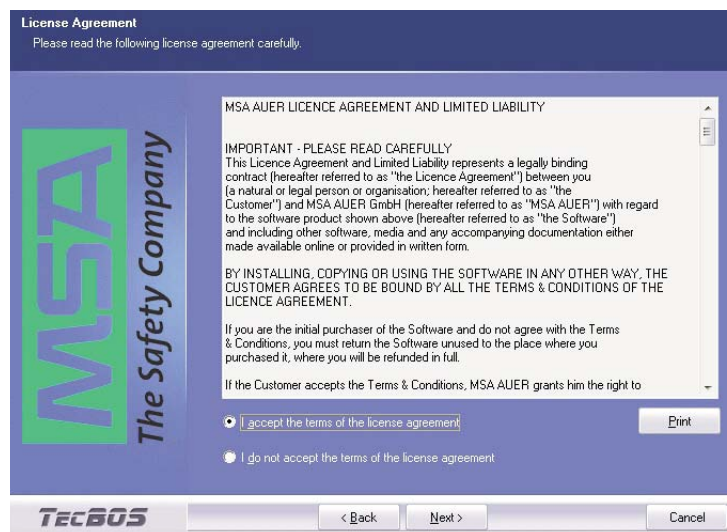 License Agreement
Please read the following license agreement carefully.
MSA
The Safety Company
MSA AUER LICENCE AGREEMENT AND LIMITED LIABILITY
IMPORTANT - PLEASE READ CAREFULLY
This Licence Agreement and Limited Liability represents a legally binding
contract (hereafter referred to as "the Licence Agreement") between you
(a natural or legal person or organisation; hereafter referred to as "the
Customer") and MSA AUER GmbH (hereafter referred to as "MSA AUER") with regard
to the software product shown above (hereafter referred to as "the Software")
and including other software, media and any accompanying documentation either
made available online or provided in written form.
BY INSTALLING, COPYING OR USING THE SOFTWARE IN ANY OTHER WAY, THE
CUSTOMER AGREES TO BE BOUND BY ALL THE TERMS & CONDITIONS OF THE
LICENCE AGREEMENT.
If you are the initial purchaser of the Software and do not agree with the Terms
& Conditions, you must return the Software unused to the place where you
purchased it, where you will be refunded in full.
If the Customer accepts the Terms & Conditions, MSA AUER grants him the right to
I accept the terms of the license agreement
Print
I do not accept the terms of the license agreement
TECBOS
< Back
Next >
Cancel